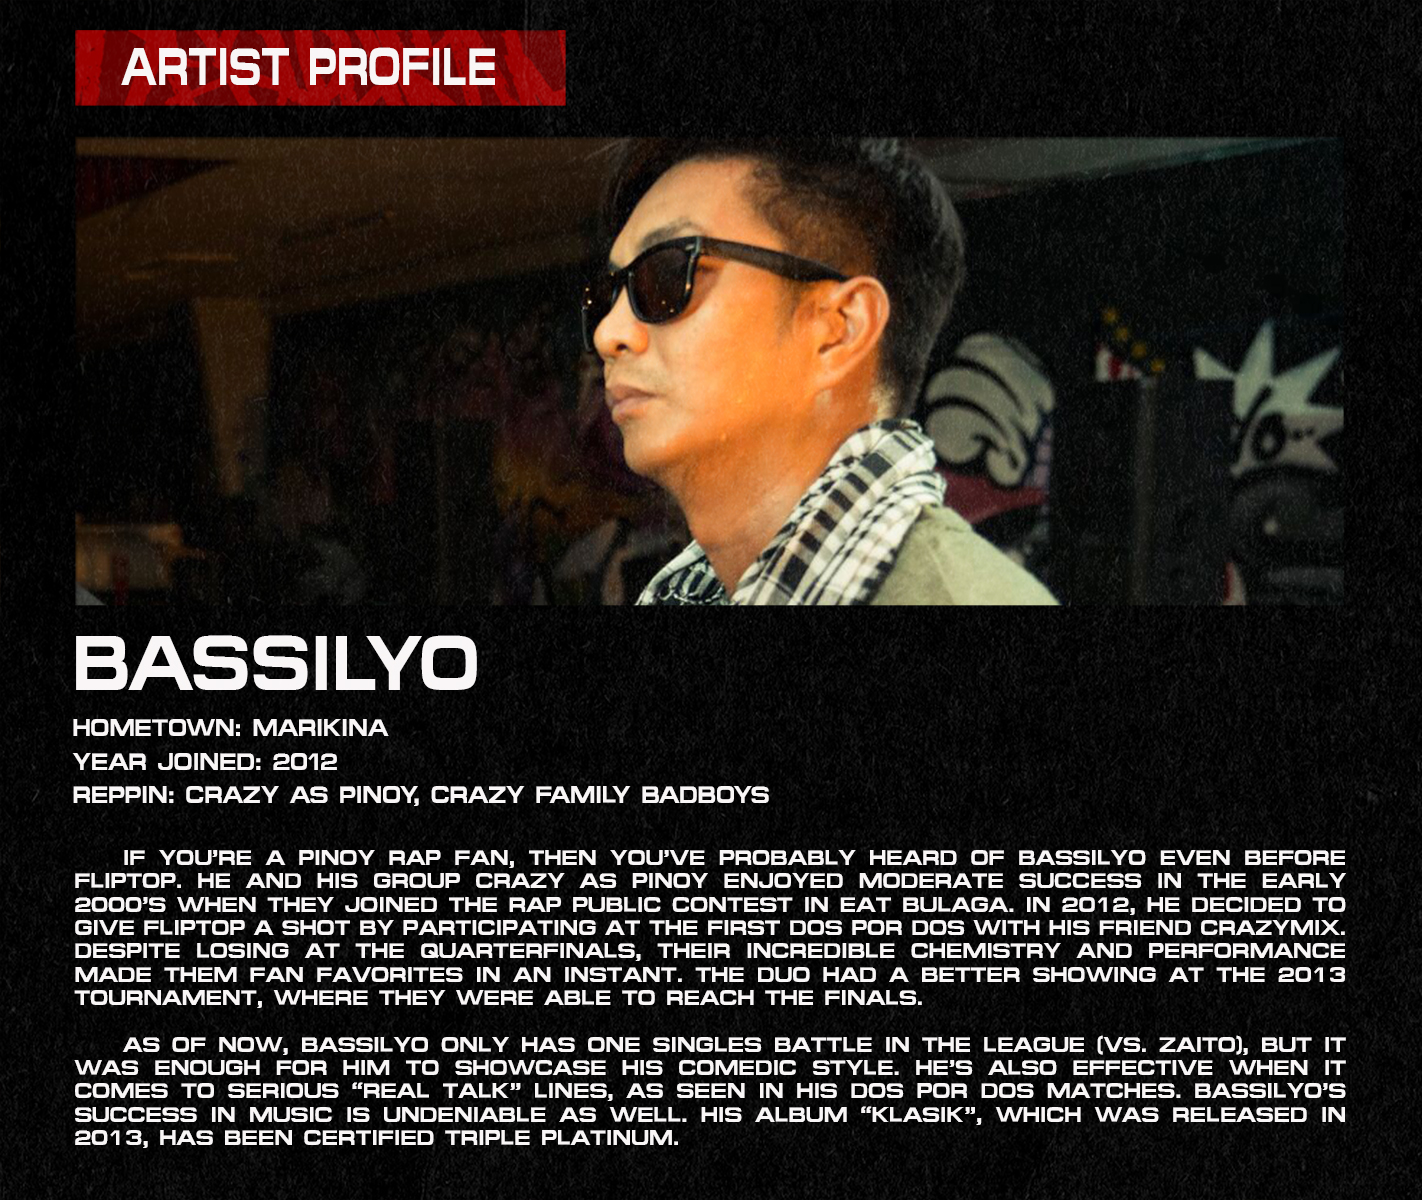 ARTIST PROFILE
BASSILYO
HOMETOWN: MARIKINA
YEAR JOINED: 2012
REPPIN: CRAZY AS PINOY, CRAZY FAMILY BADBOYS
IF YOU'RE A PINOY RAP FAN, THEN YOU'VE PROBABLY HEARD OF BASSILYO EVEN BEFORE
FLIPTOP. HE AND HIS GROUP CRAZY AS PINOY ENJOYED MODERATE SUCCESS IN THE EARLY
2000'S WHEN THEY JOINED THE RAP PUBLIC CONTEST IN EAT BULAGA. IN 2012, HE DECIDED TO
GIVE FLIPTOP A SHOT BY PARTICIPATING AT THE FIRST DOS POR DOS WITH HIS FRIEND CRAZYMIX.
DESPITE LOSING AT THE QUARTERFINALS, THEIR INCREDIBLE CHEMISTRY AND PERFORMANCE
MADE THEM FAN FAVORITES IN AN INSTANT. THE DUO HAD A BETTER SHOWING AT THE 2013
TOURNAMENT, WHERE THEY WERE ABLE TO REACH THE FINALS.
AS OF NOW, BASSILYO ONLY HAS ONE SINGLES BATTLE IN THE LEAGUE (VS. ZAITO), BUT IT
WAS ENOUGH FOR HIM TO SHOWCASE HIS COMEDIC STYLE. HE'S ALSO EFFECTIVE WHEN IT
COMES TO SERIOUS “REAL TALK” LINES, AS SEEN IN HIS DOS POR DOS MATCHES. BASSILYO'S
SUCCESS IN MUSIC IS UNDENIABLE AS WELL. HIS ALBUM “KLASIK”, WHICH WAS RELEASED IN
2013, HAS BEEN CERTIFIED TRIPLE PLATINUM.